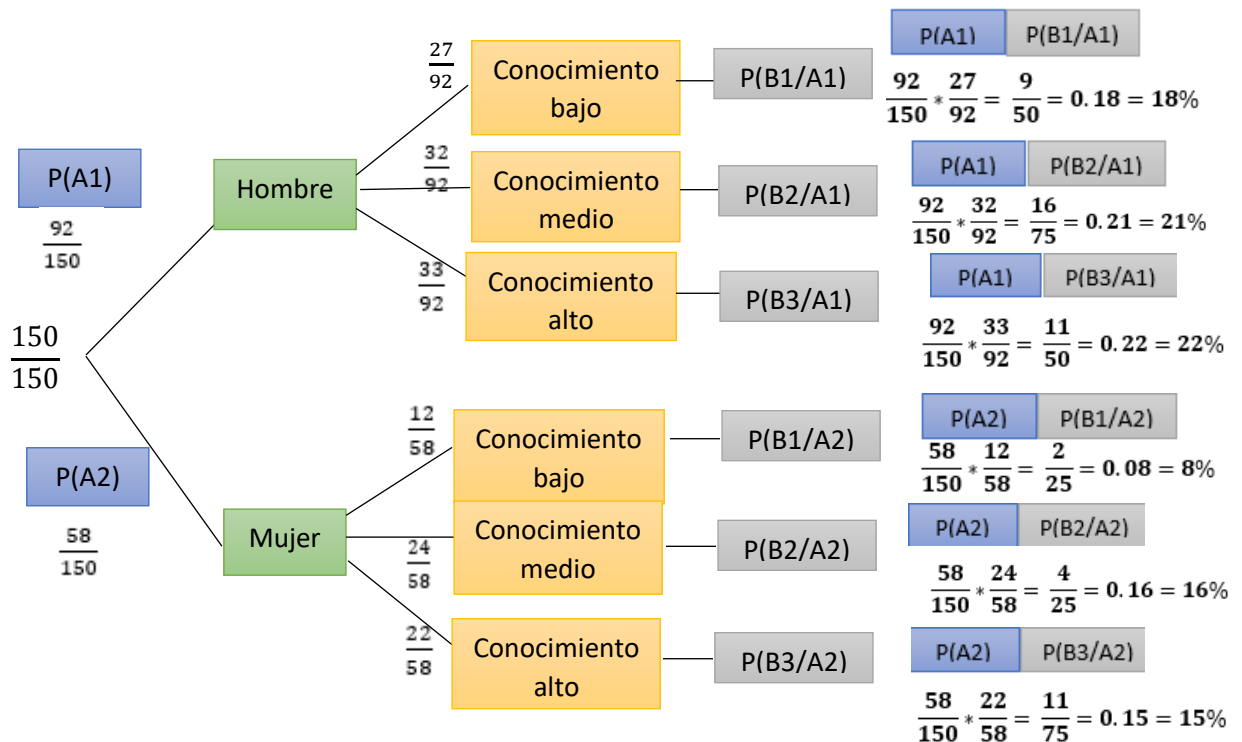 P(A1)
92/150
150/150
P(A2)
58/150
Hombre
27/92
Conocimiento
bajo
P(B1/A1)
P(A1) P(B1/A1)
92/150 * 27/92 = 9/50 = 0.18 = 18%
32/92
Conocimiento
medio
P(B2/A1)
P(A1) P(B2/A1)
92/150 * 32/92 = 16/75 = 0.21 = 21%
33/92
Conocimiento
alto
P(B3/A1)
P(A1) P(B3/A1)
92/150 * 33/92 = 11/50 = 0.22 = 22%
Mujer
12/58
Conocimiento
bajo
P(B1/A2)
P(A2) P(B1/A2)
58/150 * 12/58 = 2/25 = 0.08 = 8%
24/58
Conocimiento
medio
P(B2/A2)
P(A2) P(B2/A2)
58/150 * 24/58 = 4/25 = 0.16 = 16%
22/58
Conocimiento
alto
P(B3/A2)
P(A2) P(B3/A2)
58/150 * 22/58 = 11/75 = 0.15 = 15%